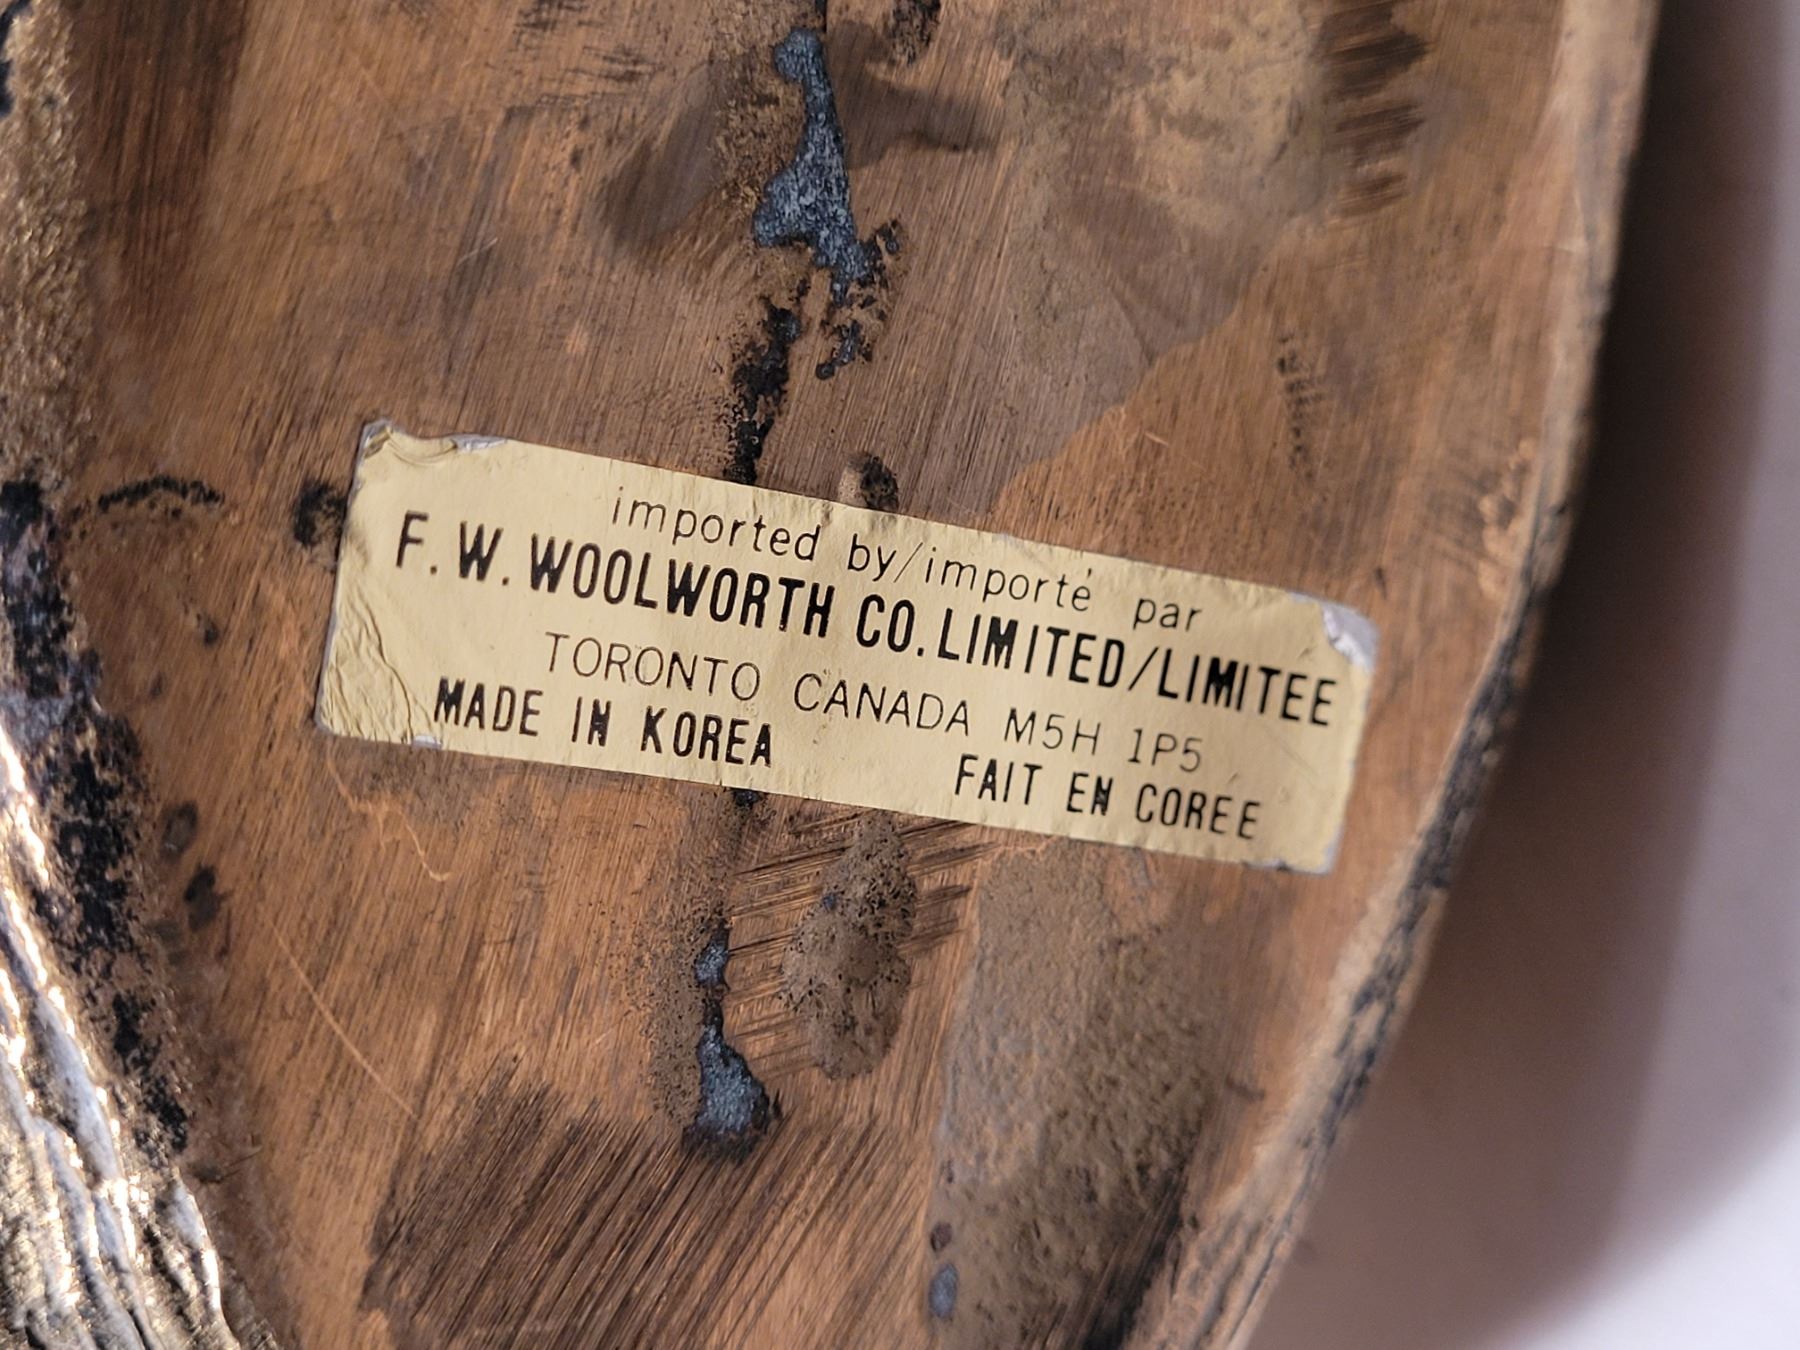 imported by/importé par
F. W. WOOLWORTH CO. LIMITED/LIMITEE
TORONTO CANADA M5H 1P5
MADE IN KOREA FAIT EN COREE